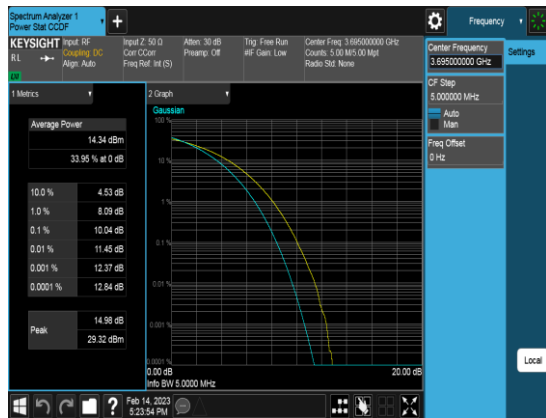 Spectrum Analyzer 1
Power Stat CCDF
+
Frequency
KEYSIGHT
RL
LXI
Input: RF
Coupling: DC
Align: Auto
Input Z: 50 Ω
Corr CCorr
Freq Ref: Int (S)
Atten: 30 dB
Preamp: Off
Trig: Free Run
#IF Gain: Low
Center Freq: 3.695000000 GHz
Counts: 5.00 M/5.00 Mpt
Radio Std: None
Center Frequency
3.695000000 GHz
Settings
CF Step
5.000000 MHz
Auto
Man
Freq Offset
0 Hz
Local
1 Metrics
Average Power
14.34 dBm
33.95 % at 0 dB
10.0 % 4.53 dB
1.0 % 8.09 dB
0.1 % 10.04 dB
0.01 % 11.45 dB
0.001 % 12.37 dB
0.0001 % 12.84 dB
Peak
14.98 dB
29.32 dBm
2 Graph
Gaussian
100 %
10 %
1 %
0.1 %
0.01 %
0.001 %
0.0001 %
0.00 dB 20.00 dB
Info BW 5.0000 MHz
?
Feb 14, 2023
5:23:54 PM